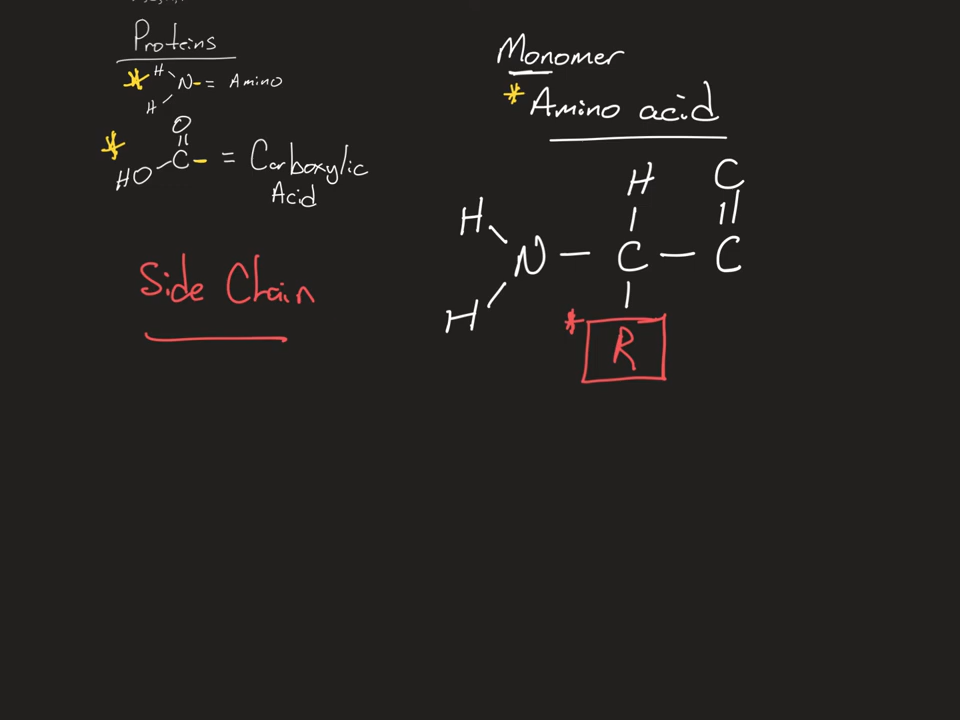 Proteins
H
* N - = Amino
H
O
||
* HO - C - = Carboxylic
Acid
Side Chain
Monomer
* Amino acid
H C
H | ||
N — C — C
H |
* R